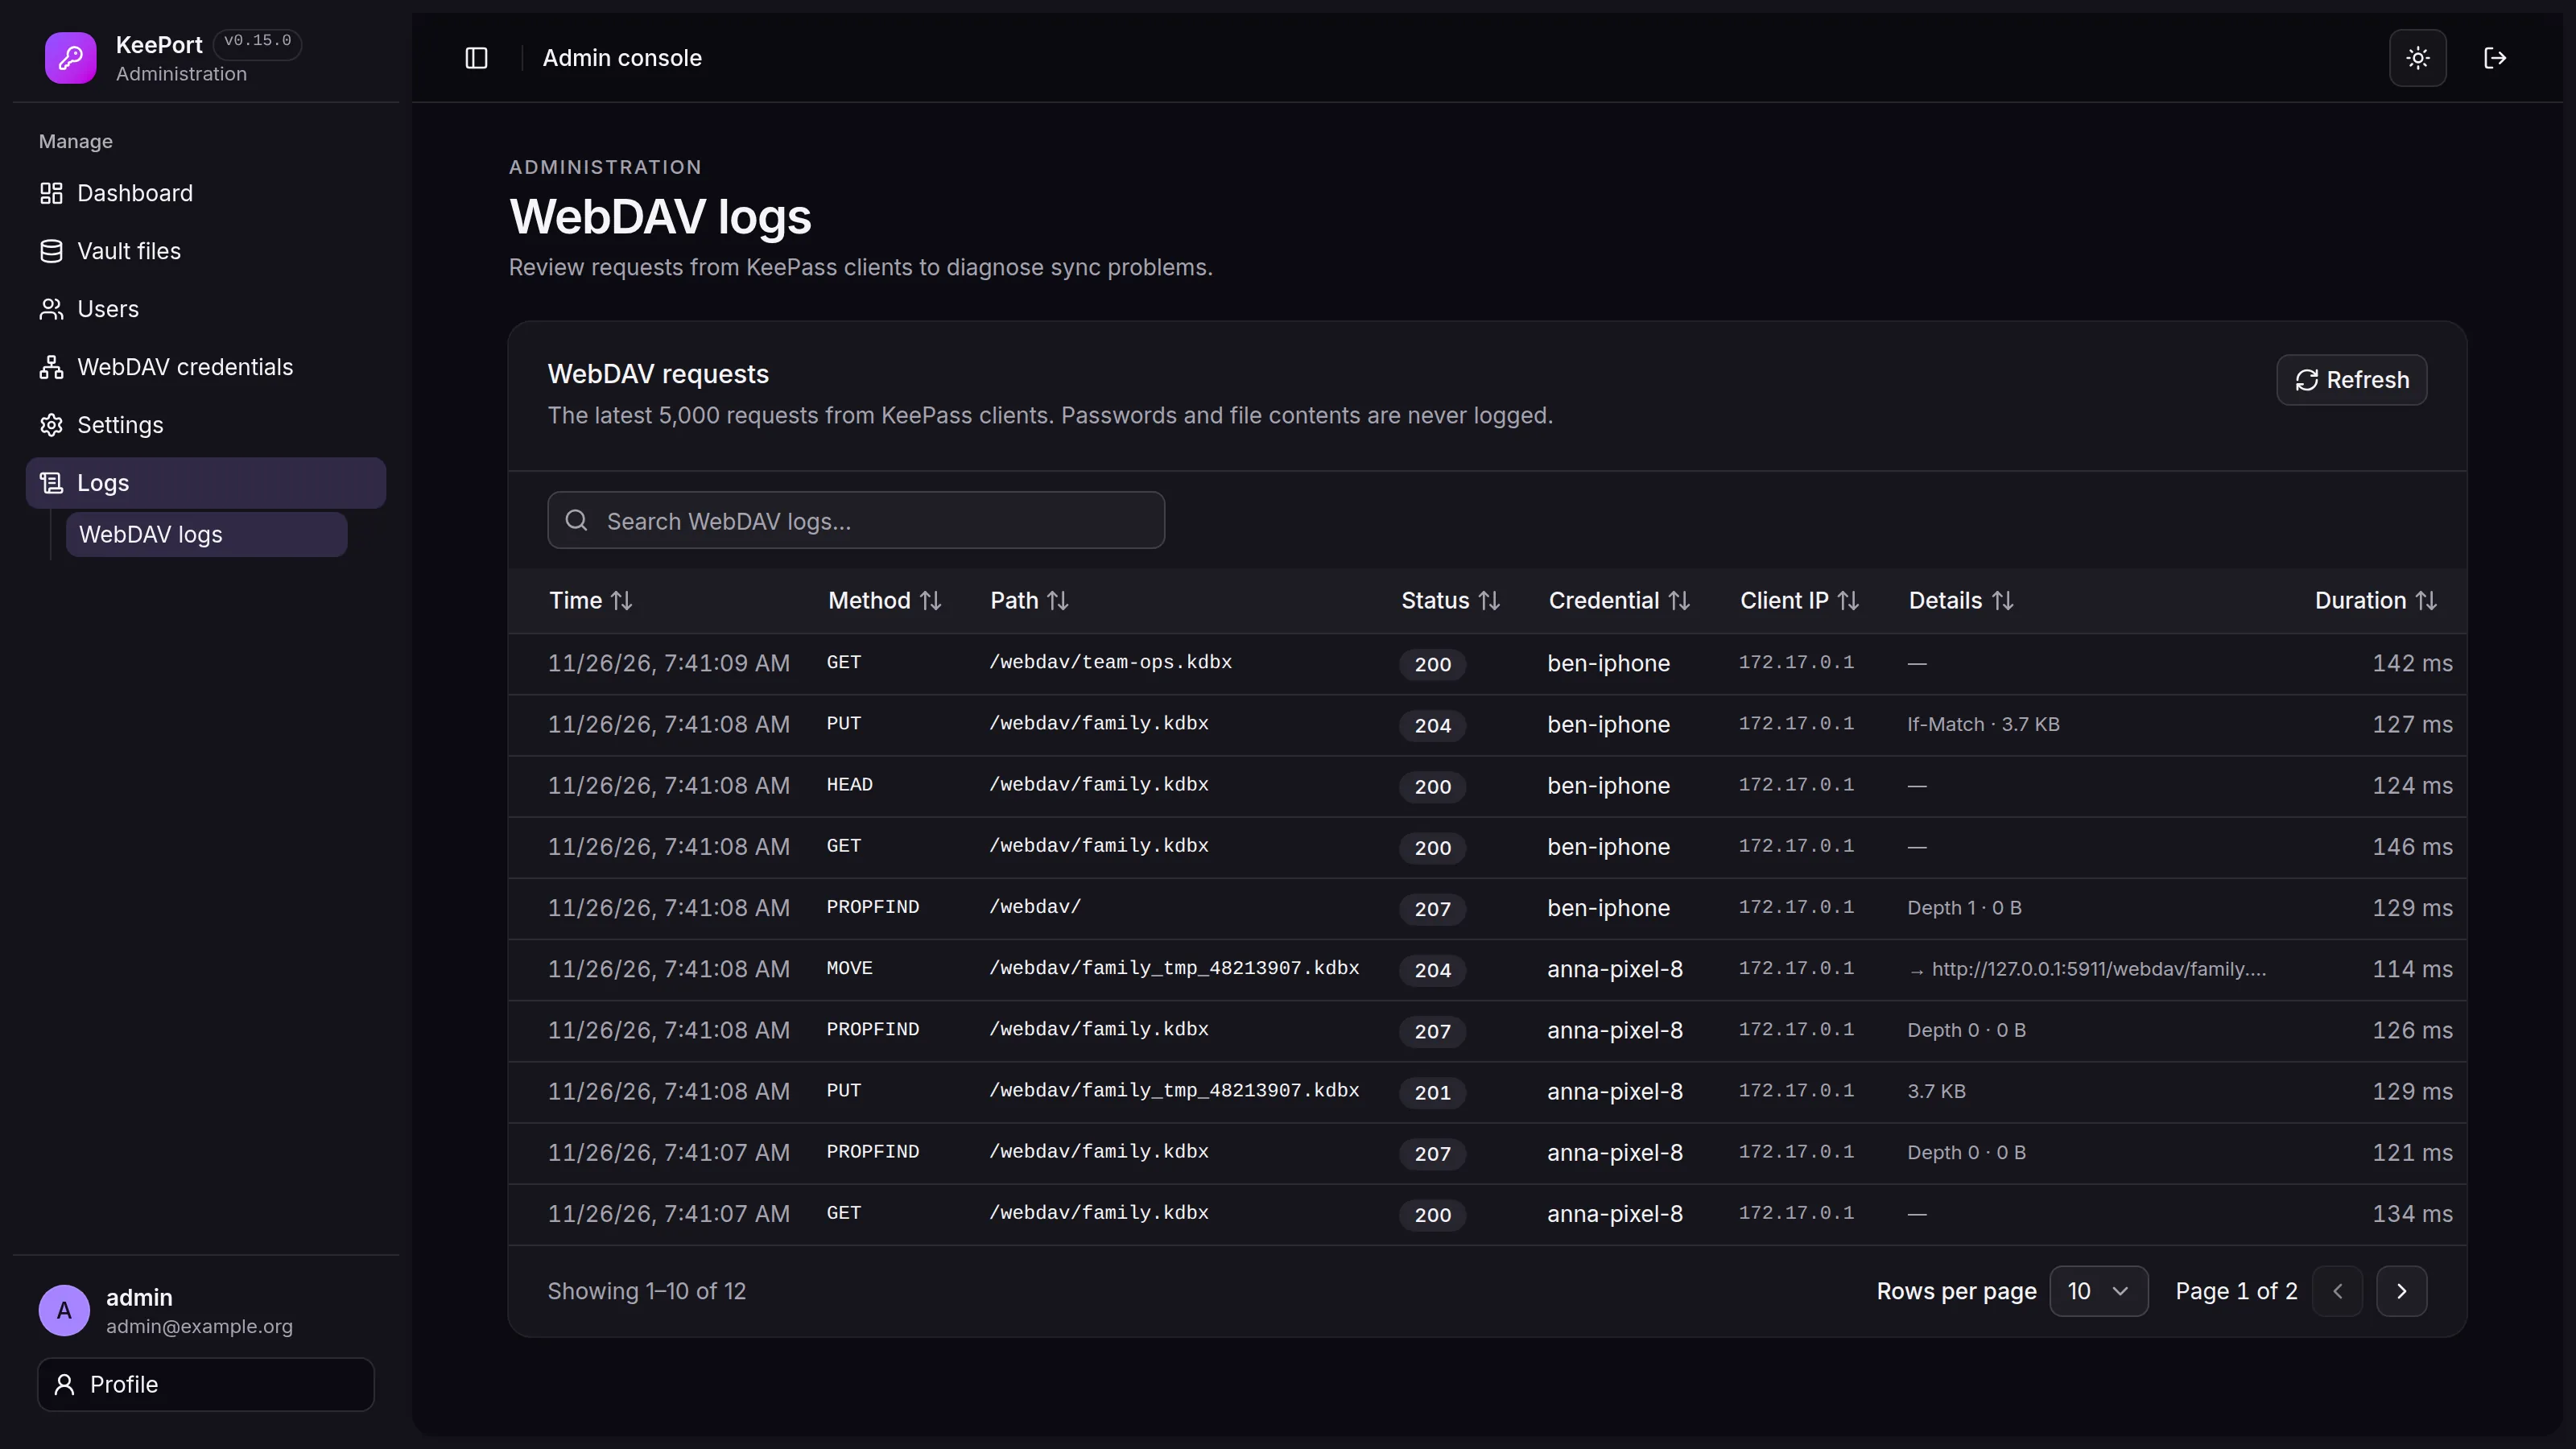 KeePort v0.15.0
Administration
Manage
Dashboard
Vault files
Users
WebDAV credentials
Settings
Logs
WebDAV logs
admin
A
admin@example.org
Profile
Admin console
ADMINISTRATION
WebDAV logs
Review requests from KeePass clients to diagnose sync problems.
WebDAV requests
The latest 5,000 requests from KeePass clients. Passwords and file contents are never logged.
Refresh
Search WebDAV logs...
Time Method Path Status Credential Client IP Details Duration
11/26/26, 7:41:09 AM GET /webdav/team-ops.kdbx 200 ben-iphone 172.17.0.1 — 142 ms
11/26/26, 7:41:08 AM PUT /webdav/family.kdbx 204 ben-iphone 172.17.0.1 If-Match · 3.7 KB 127 ms
11/26/26, 7:41:08 AM HEAD /webdav/family.kdbx 200 ben-iphone 172.17.0.1 — 124 ms
11/26/26, 7:41:08 AM GET /webdav/family.kdbx 200 ben-iphone 172.17.0.1 — 146 ms
11/26/26, 7:41:08 AM PROPFIND /webdav/ 207 ben-iphone 172.17.0.1 Depth 1 · 0 B 129 ms
11/26/26, 7:41:08 AM MOVE /webdav/family_tmp_48213907.kdbx 204 anna-pixel-8 172.17.0.1 → http://127.0.0.1:5911/webdav/family.... 114 ms
11/26/26, 7:41:08 AM PROPFIND /webdav/family.kdbx 207 anna-pixel-8 172.17.0.1 Depth 0 · 0 B 126 ms
11/26/26, 7:41:08 AM PUT /webdav/family_tmp_48213907.kdbx 201 anna-pixel-8 172.17.0.1 3.7 KB 129 ms
11/26/26, 7:41:07 AM PROPFIND /webdav/family.kdbx 207 anna-pixel-8 172.17.0.1 Depth 0 · 0 B 121 ms
11/26/26, 7:41:07 AM GET /webdav/family.kdbx 200 anna-pixel-8 172.17.0.1 — 134 ms
Showing 1–10 of 12 Rows per page 10 Page 1 of 2